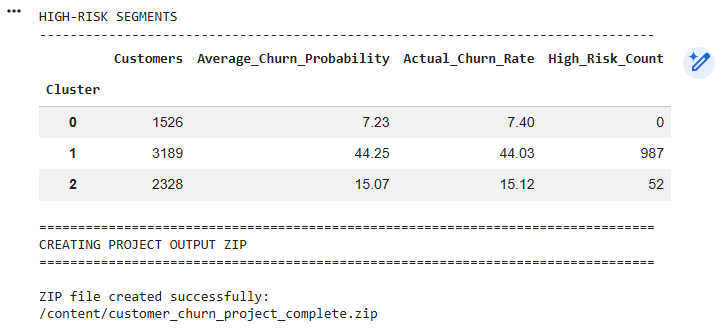 HIGH-RISK SEGMENTS
--------------------------------------------------------------------------------
Customers Average_Churn_Probability Actual_Churn_Rate High_Risk_Count
Cluster
0 1526 7.23 7.40 0
1 3189 44.25 44.03 987
2 2328 15.07 15.12 52
================================================================================
CREATING PROJECT OUTPUT ZIP
================================================================================
ZIP file created successfully:
/content/customer_churn_project_complete.zip